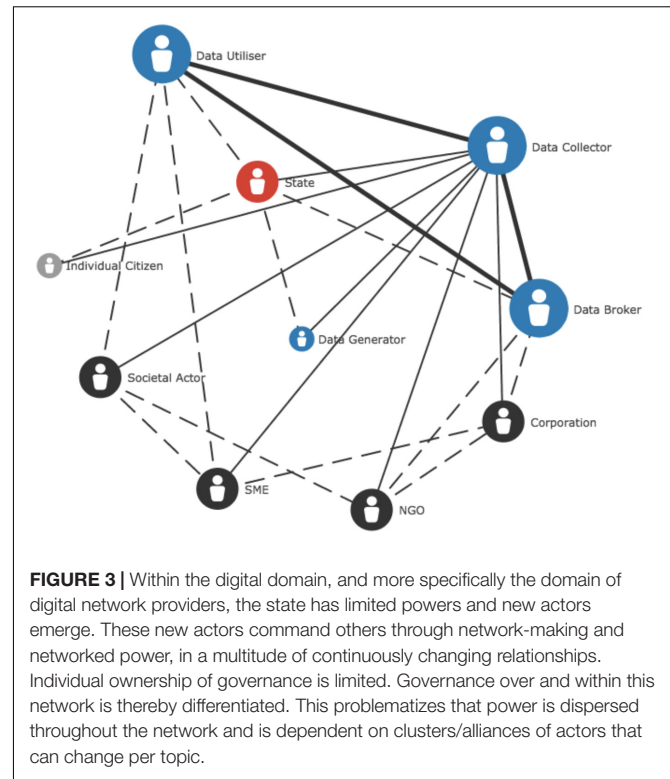 Data Utiliser
Data Collector
State
Individual Citizen
Data Broker
Data Generator
Societal Actor
Corporation
SME
NGO
FIGURE 3 | Within the digital domain, and more specifically the domain of
digital network providers, the state has limited powers and new actors
emerge. These new actors command others through network-making and
networked power, in a multitude of continuously changing relationships.
Individual ownership of governance is limited. Governance over and within this
network is thereby differentiated. This problematizes that power is dispersed
throughout the network and is dependent on clusters/alliances of actors that
can change per topic.